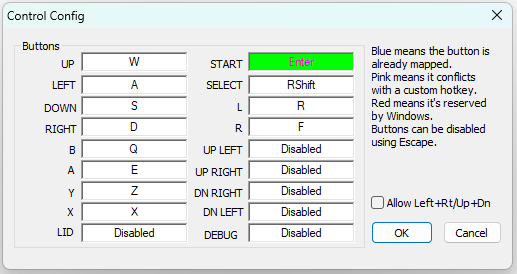 Control Config
Buttons
UP W START Enter
LEFT A SELECT RShift
DOWN S L R
RIGHT D R F
B Q UP LEFT Disabled
A E UP RIGHT Disabled
Y Z DN RIGHT Disabled
X X DN LEFT Disabled
LID Disabled DEBUG Disabled
Blue means the button is
already mapped.
Pink means it conflicts
with a custom hotkey.
Red means it's reserved
by Windows.
Buttons can be disabled
using Escape.
Allow Left+Rt/Up+Dn
OK Cancel